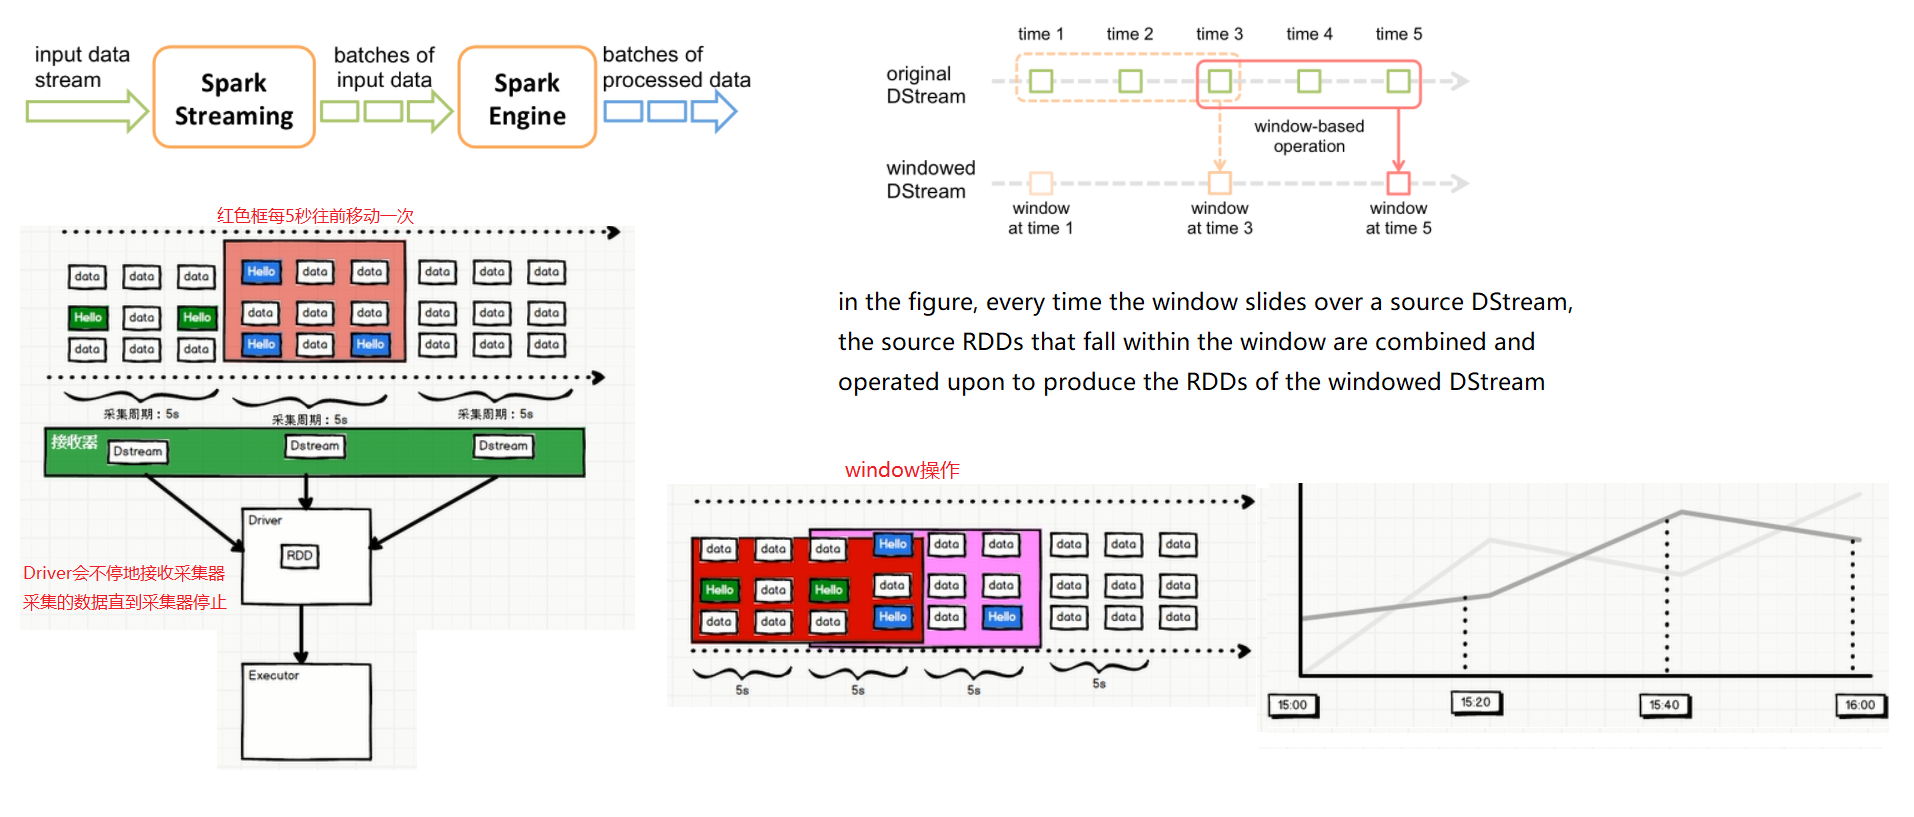 input data
stream
Spark
Streaming
batches of
input data
Spark
Engine
batches of
processed data
time 1 time 2 time 3 time 4 time 5
original
DStream
window-based
operation
windowed
DStream
window
at time 1
window
at time 3
window
at time 5
in the figure, every time the window slides over a source DStream,
the source RDDs that fall within the window are combined and
operated upon to produce the RDDs of the windowed DStream
红色框每5秒往前移动一次
data data data Hello data data data data data
Hello data Hello data data data data data data
data data data Hello data Hello data data data
采集周期：5s 采集周期：5s 采集周期：5s
接收器 Dstream Dstream Dstream
Driver
RDD
Driver会不停地接收采集器
采集的数据直到采集器停止
Executor
window操作
data data data Hello data data data data data
Hello data Hello data data data data data data
data data data Hello data Hello data data data
5s 5s 5s 5s
15:00 15:20 15:40 16:00